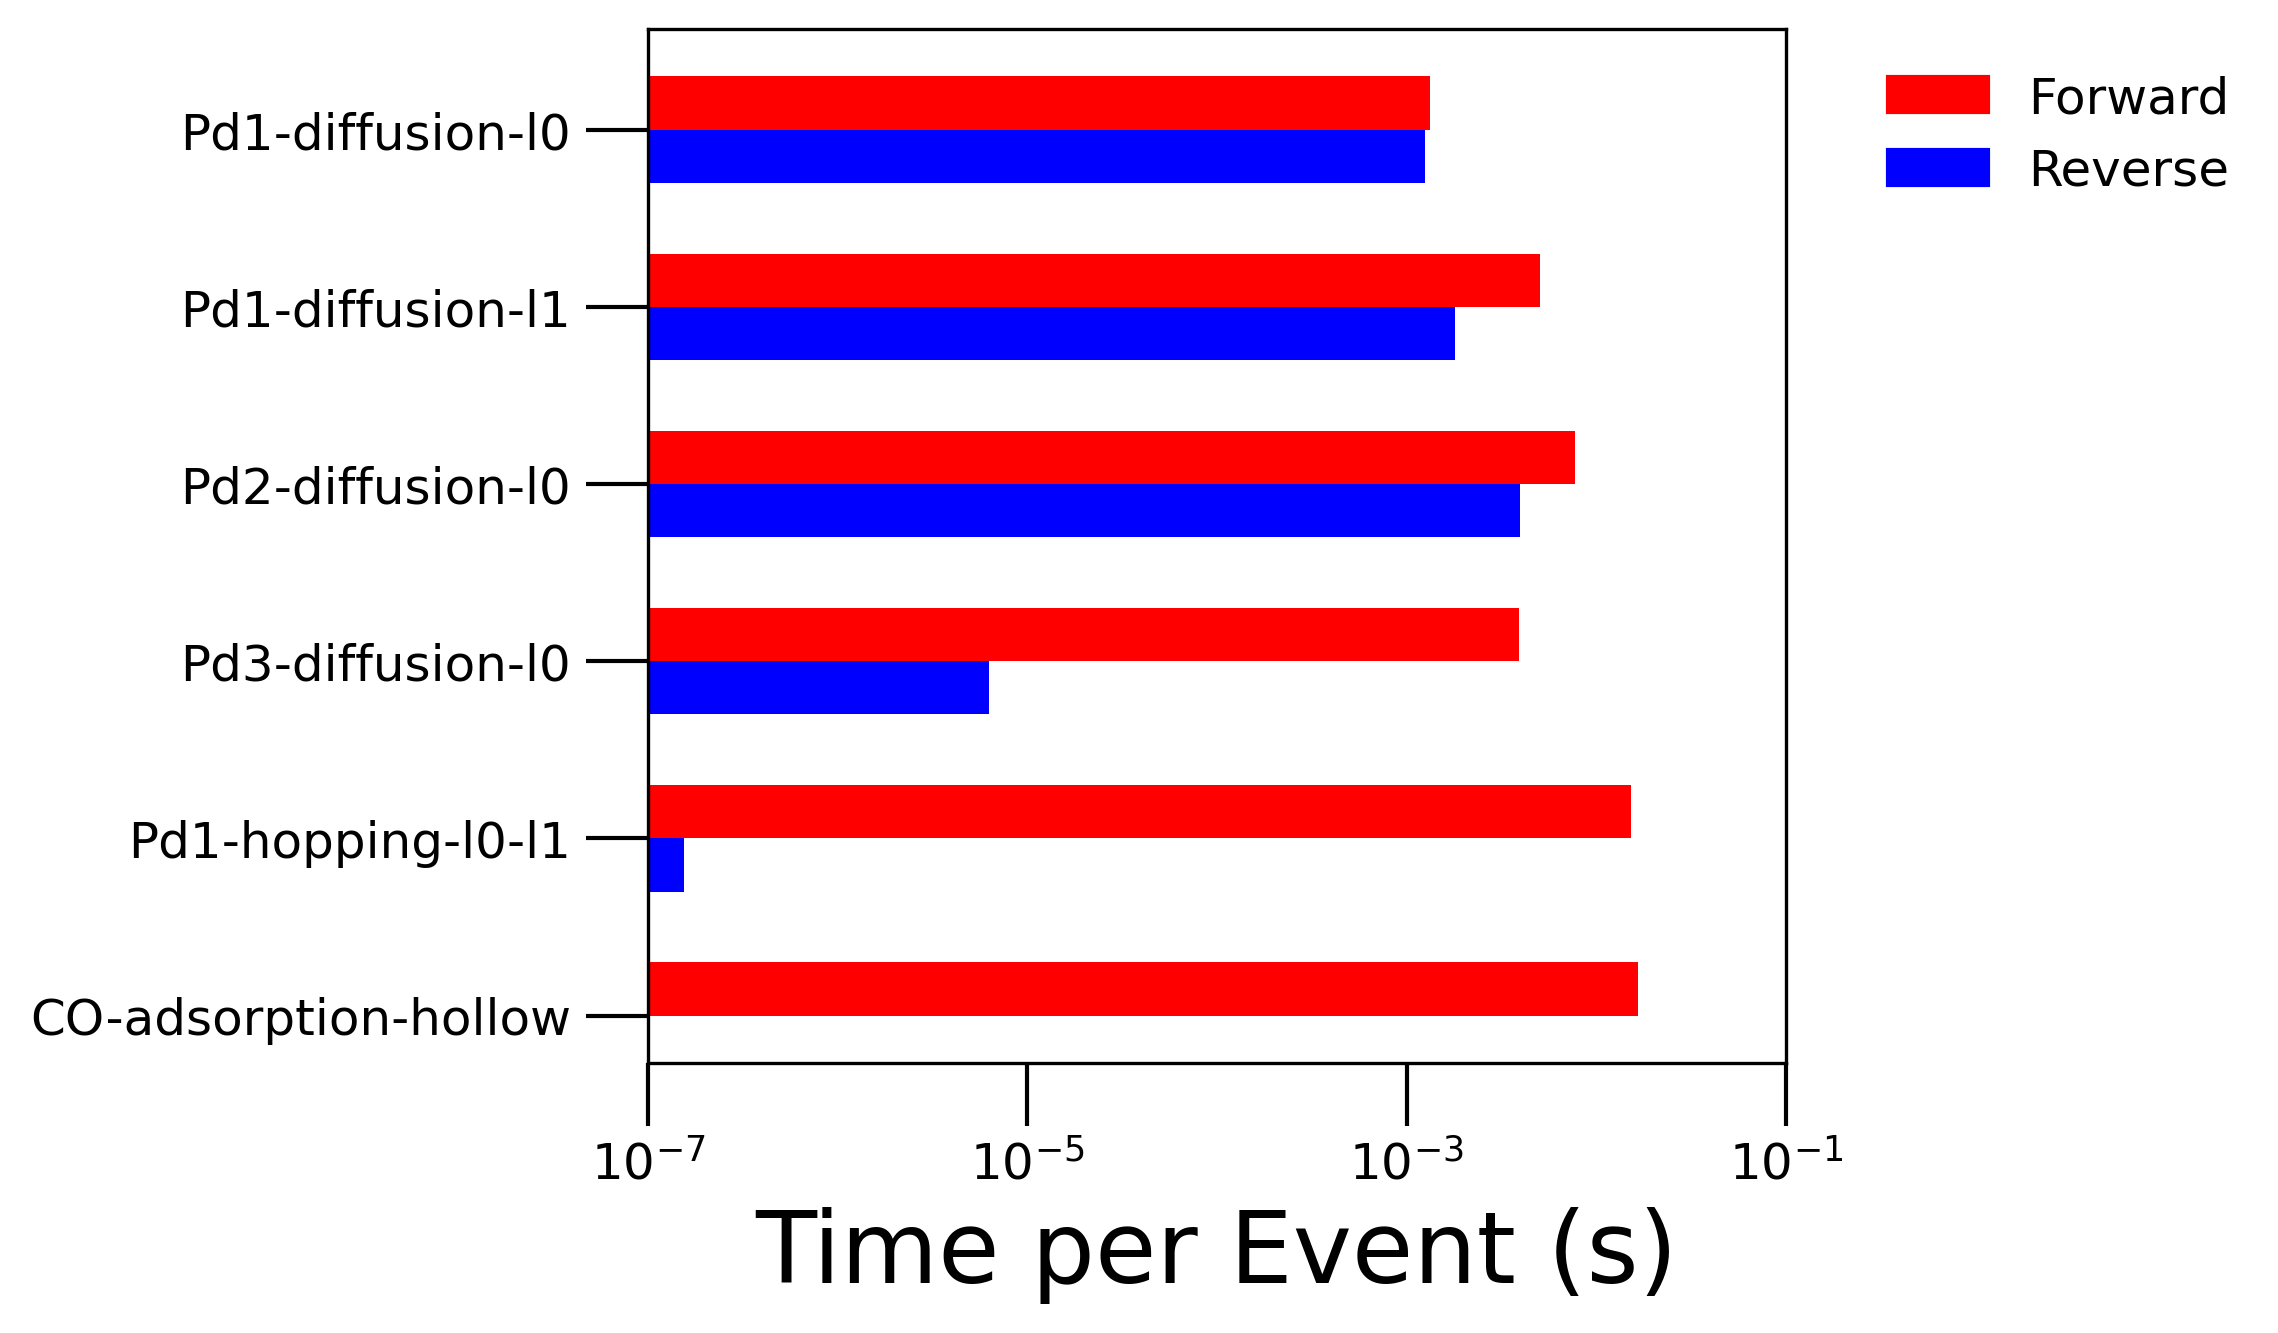 Forward
Reverse
Pd1-diffusion-l0
Pd1-diffusion-l1
Pd2-diffusion-l0
Pd3-diffusion-l0
Pd1-hopping-l0-l1
CO-adsorption-hollow
10⁻⁷ 10⁻⁵ 10⁻³ 10⁻¹
Time per Event (s)